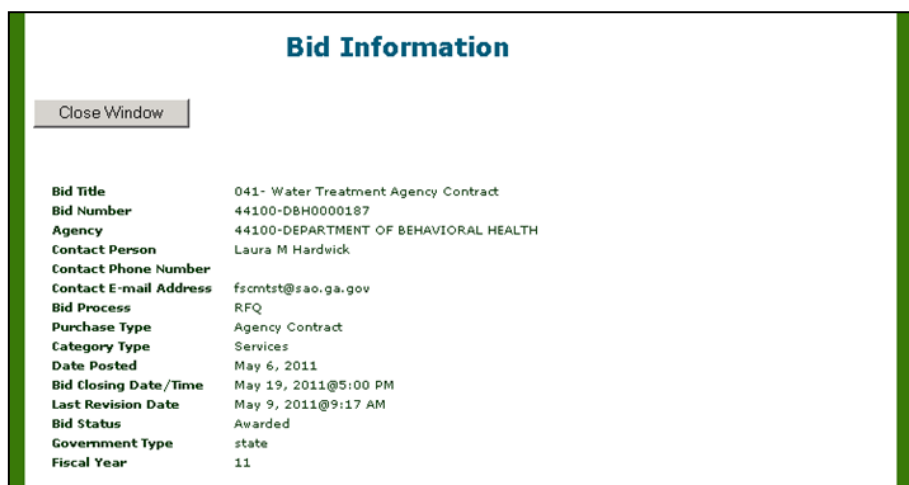 Bid Information
Close Window
Bid Title 041- Water Treatment Agency Contract
Bid Number 44100-DBH0000187
Agency 44100-DEPARTMENT OF BEHAVIORAL HEALTH
Contact Person Laura M Hardwick
Contact Phone Number
Contact E-mail Address fscmtst@sao.ga.gov
Bid Process RFQ
Purchase Type Agency Contract
Category Type Services
Date Posted May 6, 2011
Bid Closing Date/Time May 19, 2011@5:00 PM
Last Revision Date May 9, 2011@9:17 AM
Bid Status Awarded
Government Type state
Fiscal Year 11